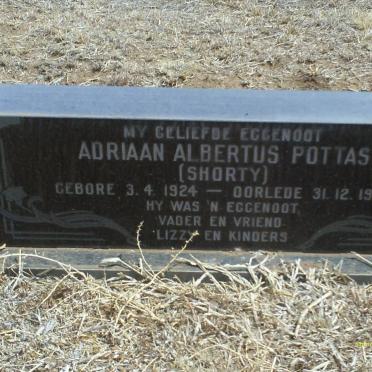 MY GELIEFDE EGGENOOT
ADRIAAN ALBERTUS POTTAS
(SHORTY)
GEBORE 3. 4. 1924 — OORLEDE 31. 12. 19
HY WAS 'N EGGENOOT
VADER EN VRIEND.
LIZZY EN KINDERS